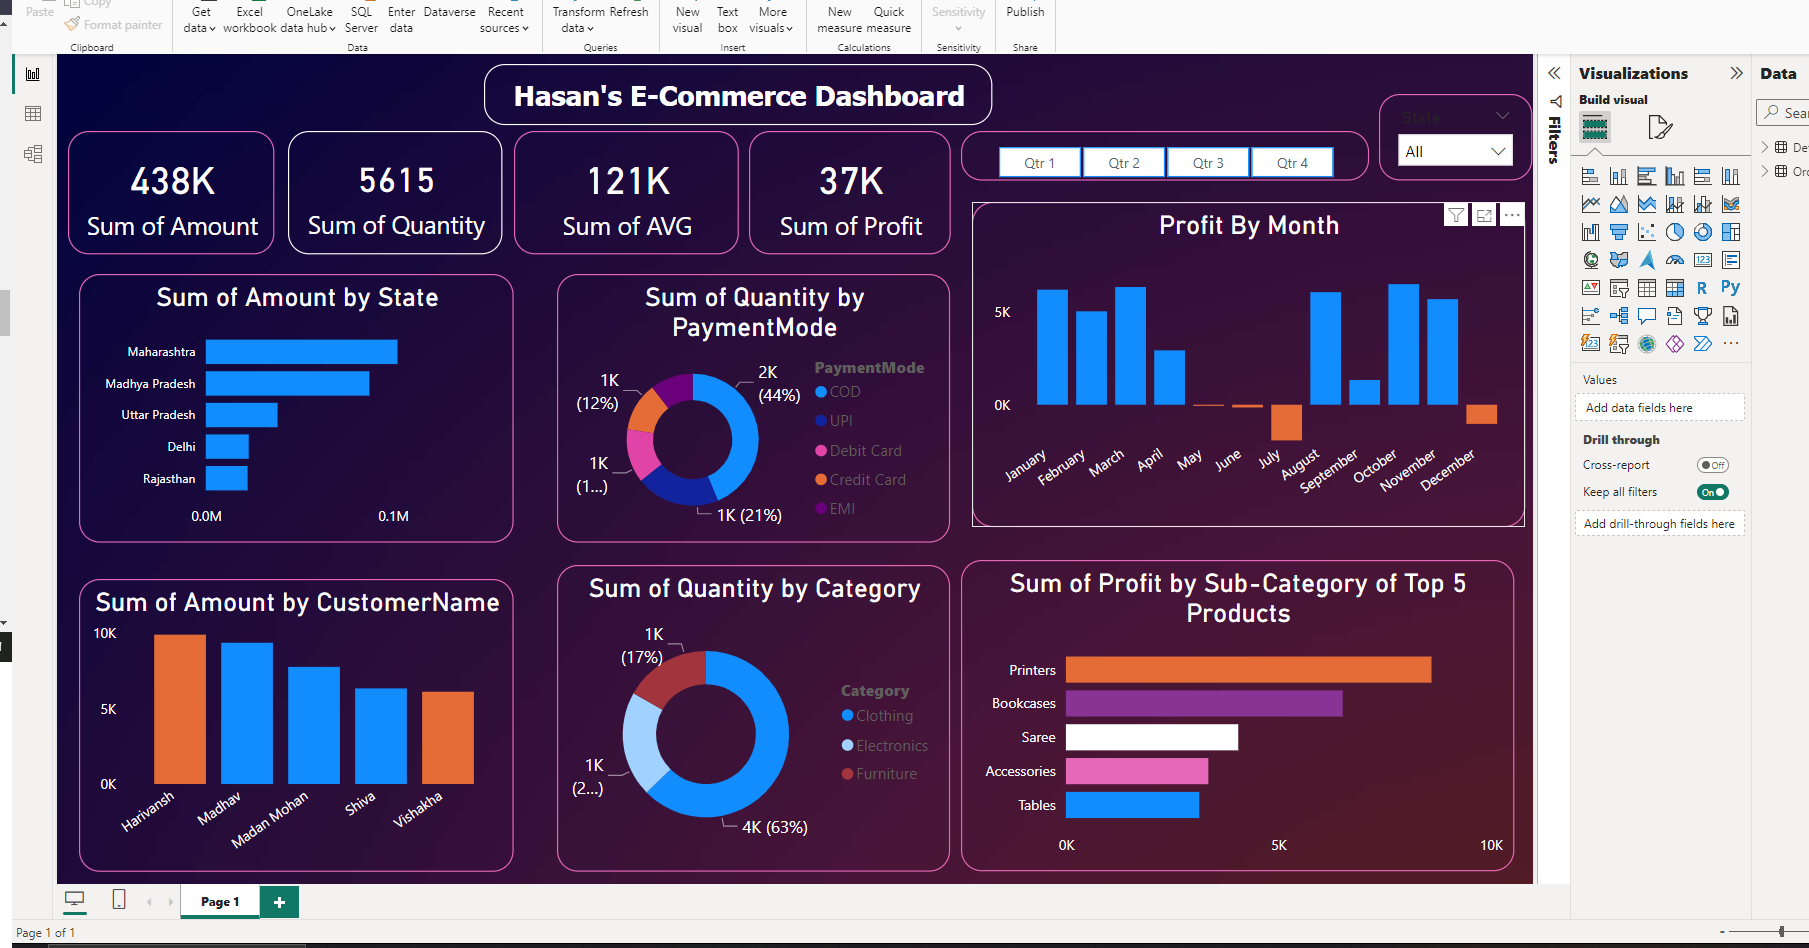 Paste
Copy
Format painter
Clipboard
Get
data
Excel
workbook
OneLake
data hub
SQL
Server
Enter
data
Dataverse
Recent
sources
Data
Transform
data
Refresh
Queries
New
visual
Text
box
More
visuals
Insert
New
measure
Quick
measure
Calculations
Sensitivity
Sensitivity
Publish
Share
Hasan's E-Commerce Dashboard
438K
Sum of Amount
5615
Sum of Quantity
121K
Sum of AVG
37K
Sum of Profit
Qtr 1
Qtr 2
Qtr 3
Qtr 4
State
All
Sum of Amount by State
Maharashtra
Madhya Pradesh
Uttar Pradesh
Delhi
Rajasthan
0.0M
0.1M
Sum of Quantity by
PaymentMode
1K
(12%)
2K
(44%)
1K
(1...)
1K (21%)
PaymentMode
COD
UPI
Debit Card
Credit Card
EMI
Profit By Month
5K
0K
January
February
March
April
May
June
July
August
September
October
November
December
Sum of Amount by CustomerName
10K
5K
0K
Harivansh
Madhav
Madan Mohan
Shiva
Vishakha
Sum of Quantity by Category
1K
(17%)
1K
(2...)
4K (63%)
Category
Clothing
Electronics
Furniture
Sum of Profit by Sub-Category of Top 5
Products
Printers
Bookcases
Saree
Accessories
Tables
0K
5K
10K
Filters
Visualizations
Build visual
123
R
Py
123
Values
Add data fields here
Drill through
Cross-report
Off
Keep all filters
On
Add drill-through fields here
Data
Sear
De
Or
Page 1
Page 1 of 1